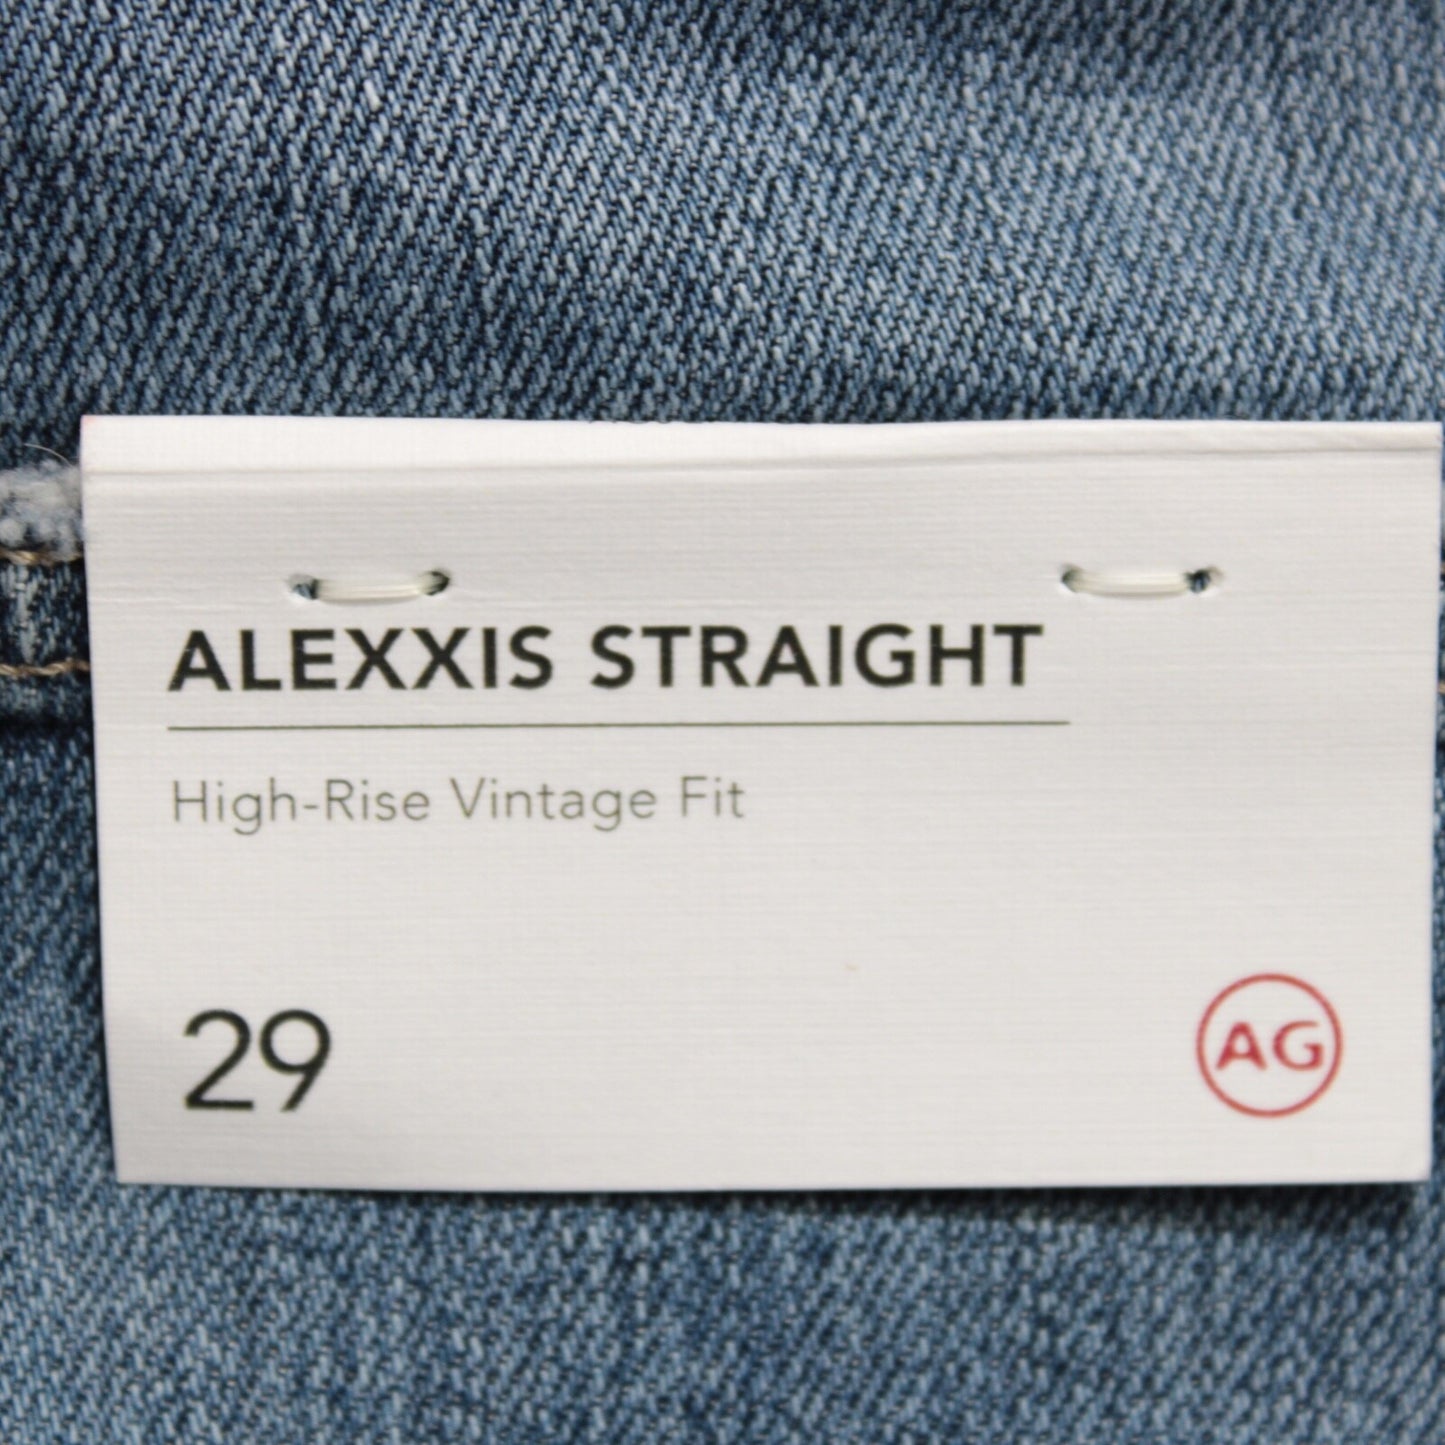 ALEXXIS STRAIGHT
High-Rise Vintage Fit
29
AG